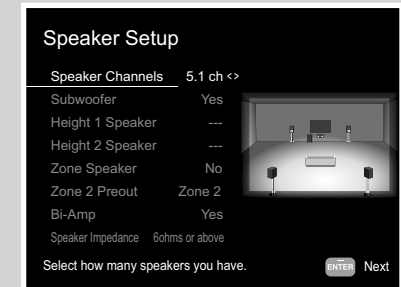 Speaker Setup
Speaker Channels 5.1 ch <>
Subwoofer Yes
Height 1 Speaker ---
Height 2 Speaker ---
Zone Speaker No
Zone 2 Preout Zone 2
Bi-Amp Yes
Speaker Impedance 6ohms or above
Select how many speakers you have. ENTER Next